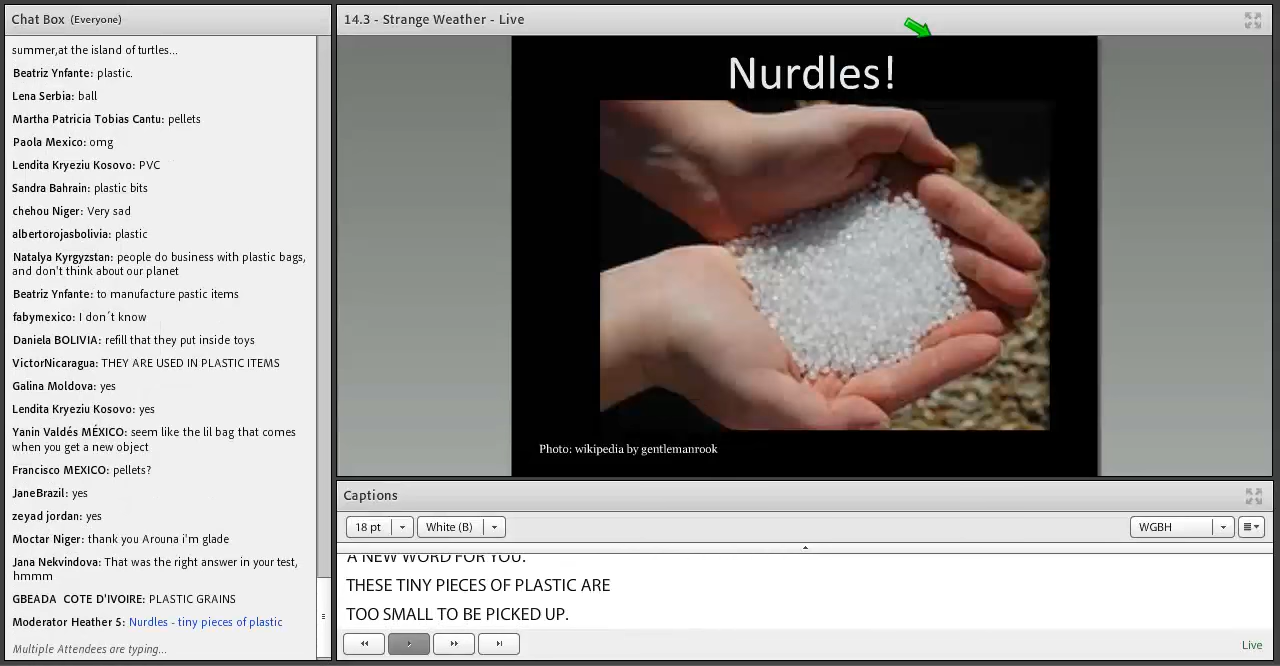 Chat Box (Everyone)
summer,at the island of turtles...
Beatriz Ynfante: plastic.
Lena Serbia: ball
Martha Patricia Tobias Cantu: pellets
Paola Mexico: omg
Lendita Kryeziu Kosovo: PVC
Sandra Bahrain: plastic bits
chehou Niger: Very sad
albertorojasbolivia: plastic
Natalya Kyrgyzstan: people do business with plastic bags,
and don't think about our planet
Beatriz Ynfante: to manufacture pastic items
fabymexico: I don´t know
Daniela BOLIVIA: refill that they put inside toys
VictorNicaragua: THEY ARE USED IN PLASTIC ITEMS
Galina Moldova: yes
Lendita Kryeziu Kosovo: yes
Yanin Valdés MÉXICO: seem like the lil bag that comes
when you get a new object
Francisco MEXICO: pellets?
JaneBrazil: yes
zeyad jordan: yes
Moctar Niger: thank you Arouna i'm glade
Jana Nekvindova: That was the right answer in your test,
hmmm
GBEADA COTE D'IVOIRE: PLASTIC GRAINS
Moderator Heather 5: Nurdles - tiny pieces of plastic
Multiple Attendees are typing...
14.3 - Strange Weather - Live
Nurdles!
Photo: wikipedia by gentlemanrook
Captions
18 pt
White (B)
WGBH
A NEW WORD FOR YOU.
THESE TINY PIECES OF PLASTIC ARE
TOO SMALL TO BE PICKED UP.
Live